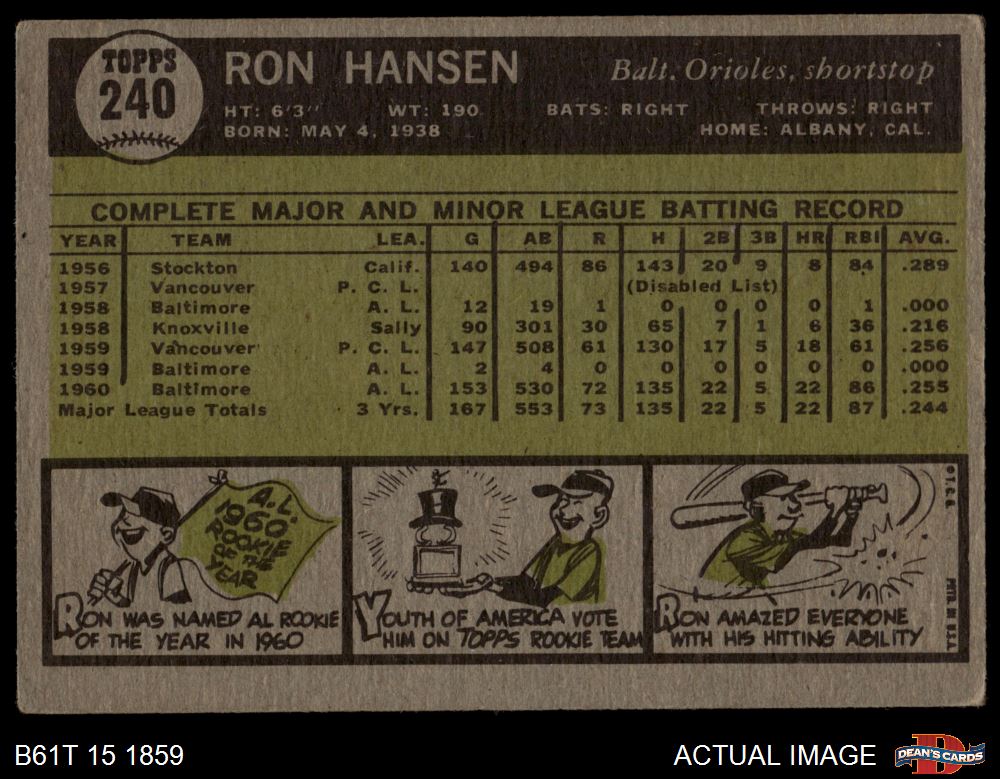 TOPPS
240
RON HANSEN
Balt. Orioles, shortstop
HT: 6'3" WT: 190 BATS: RIGHT THROWS: RIGHT
BORN: MAY 4, 1938 HOME: ALBANY, CAL.
COMPLETE MAJOR AND MINOR LEAGUE BATTING RECORD
YEAR TEAM LEA. G AB R H 2B 3B HR RBI AVG.
1956 Stockton Calif. 140 494 86 143 20 9 8 84 .289
1957 Vancouver P. C. L. (Disabled List)
1958 Baltimore A. L. 12 19 1 0 0 0 0 1 .000
1958 Knoxville Sally 90 301 30 65 7 1 6 36 .216
1959 Vancouver P. C. L. 147 508 61 130 17 5 18 61 .256
1959 Baltimore A. L. 2 4 0 0 0 0 0 0 .000
1960 Baltimore A. L. 153 530 72 135 22 5 22 86 .255
Major League Totals 3 Yrs. 167 553 73 135 22 5 22 87 .244
A.L.
1960
ROOKIE
OF THE
YEAR
RON WAS NAMED AL ROOKIE
OF THE YEAR IN 1960
YOUTH OF AMERICA VOTE
HIM ON TOPPS ROOKIE TEAM
RON AMAZED EVERYONE
WITH HIS HITTING ABILITY
© T. C. G.
PTD. IN U.S.A.
B61T 15 1859
ACTUAL IMAGE
DEAN'S CARDS